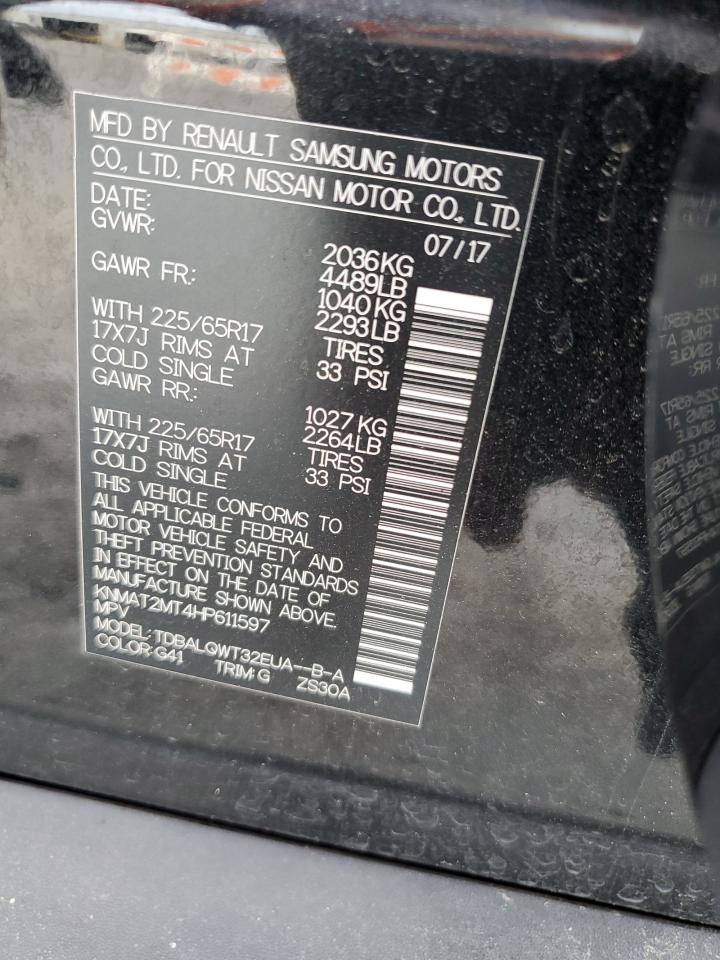 MFD BY RENAULT SAMSUNG MOTORS
CO., LTD. FOR NISSAN MOTOR CO., LTD.
DATE: 07/17
GVWR: 2036KG
4489LB
GAWR FR.: 1040KG
2293LB
WITH 225/65R17 TIRES
17X7J RIMS AT 33 PSI
COLD SINGLE
GAWR RR.: 1027KG
2264LB
WITH 225/65R17 TIRES
17X7J RIMS AT 33 PSI
COLD SINGLE
THIS VEHICLE CONFORMS TO
ALL APPLICABLE FEDERAL
MOTOR VEHICLE SAFETY AND
THEFT PREVENTION STANDARDS
IN EFFECT ON THE DATE OF
MANUFACTURE SHOWN ABOVE.
KNMAT2MT4HP611597
MPV
MODEL: TDBALQWT32EUA--B-A
COLOR:G41 TRIM:G ZS30A